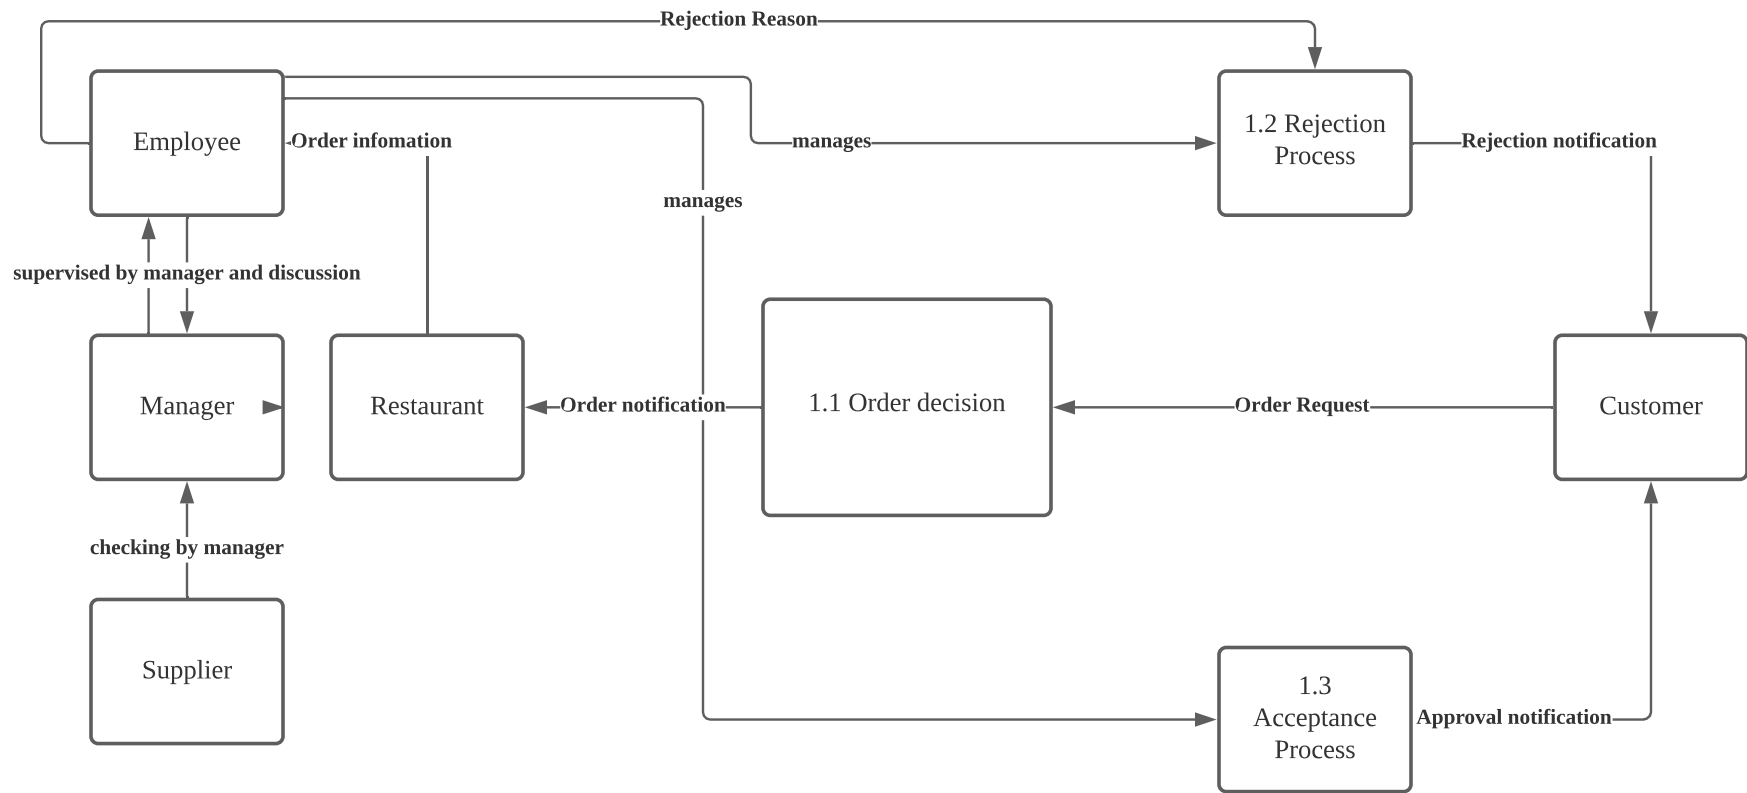 Rejection Reason
Employee
Order infomation
manages
1.2 Rejection
Process
Rejection notification
manages
supervised by manager and discussion
Manager
Restaurant
Order notification
1.1 Order decision
Order Request
Customer
checking by manager
Supplier
1.3
Acceptance
Process
Approval notification